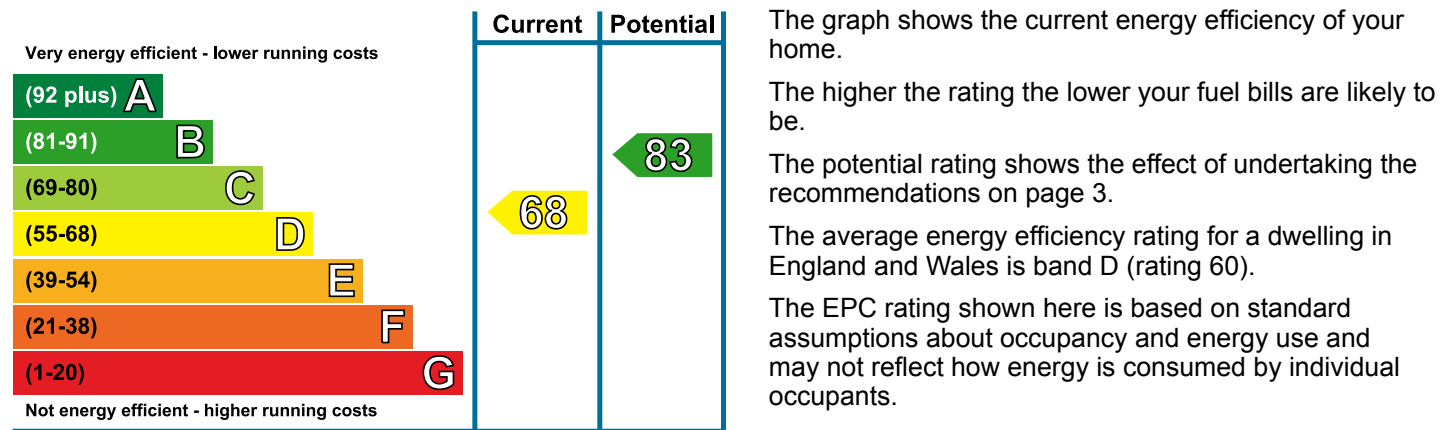 Current Potential
Very energy efficient - lower running costs
(92 plus) A
(81-91) B
83
(69-80) C
68
(55-68) D
(39-54) E
(21-38) F
(1-20) G
Not energy efficient - higher running costs
The graph shows the current energy efficiency of your
home.
The higher the rating the lower your fuel bills are likely to
be.
The potential rating shows the effect of undertaking the
recommendations on page 3.
The average energy efficiency rating for a dwelling in
England and Wales is band D (rating 60).
The EPC rating shown here is based on standard
assumptions about occupancy and energy use and
may not reflect how energy is consumed by individual
occupants.